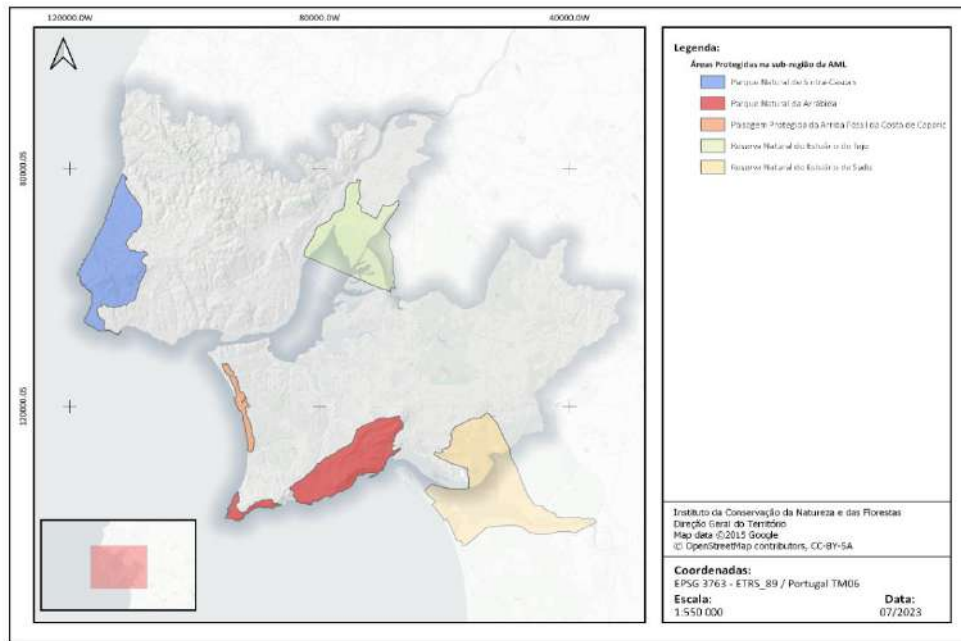 120000.0W
80000.0W
40000.0W
80000.0S
120000.0S
Legenda:
Áreas Protegidas na sub-região da AML
Parque Natural de Sintra-Cascais
Parque Natural da Arrábida
Paisagem Protegida da Arriba Fóssil da Costa de Caparica
Reserva Natural do Estuário do Tejo
Reserva Natural do Estuário do Sado
Instituto da Conservação da Natureza e das Florestas
Direção Geral do Território
Map data ©2015 Google
© OpenStreetMap contributors, CC-BY-SA
Coordenadas:
EPSG 3763 - ETRS_89 / Portugal TM06
Escala:
1:550 000
Data:
07/2023